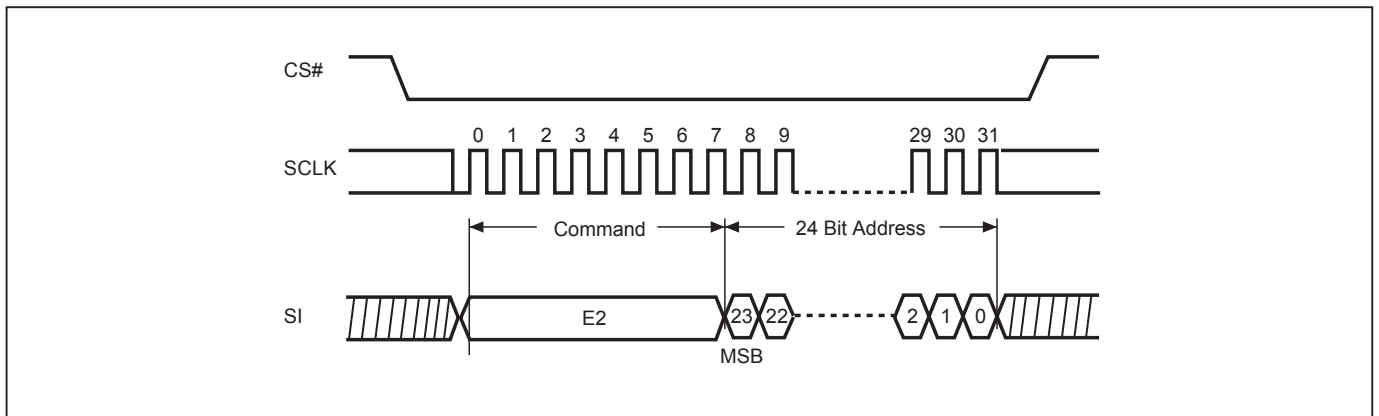 CS#
0 1 2 3 4 5 6 7 8 9 29 30 31
SCLK
Command 24 Bit Address
SI E2 23 22 2 1 0
MSB